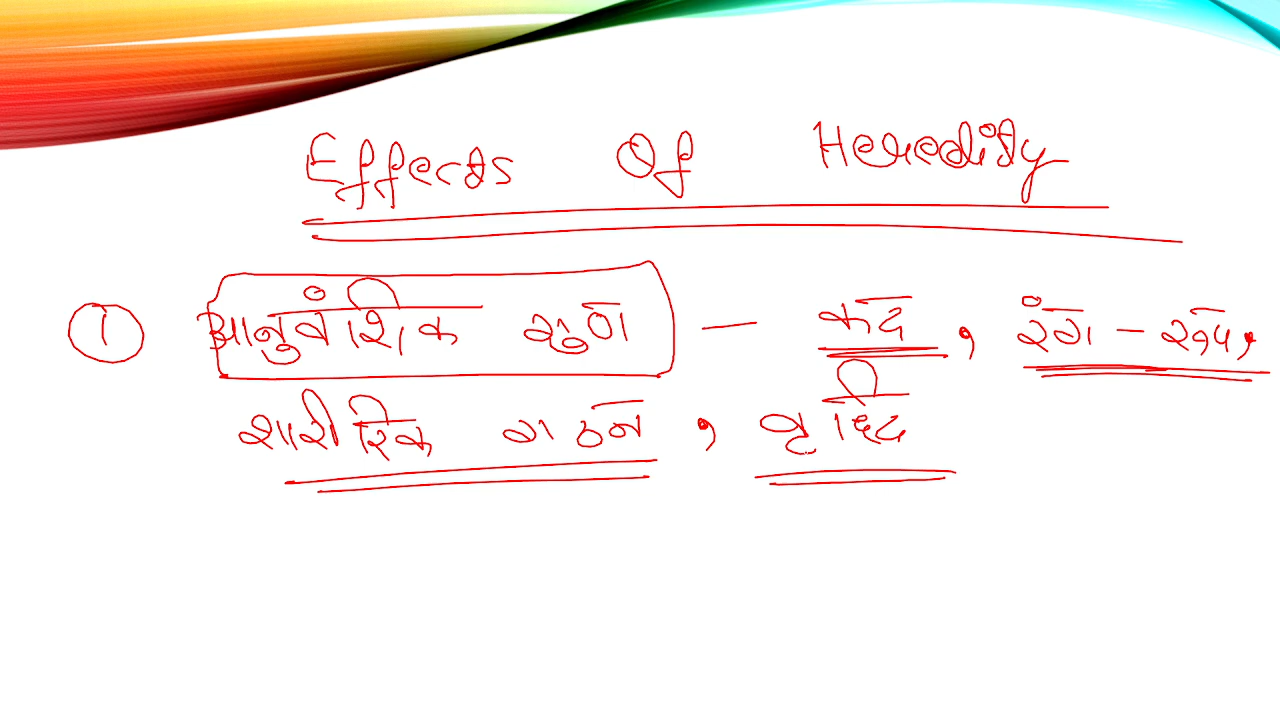 Effects Of Heredity
① आनुवंशिक गुण — कद, रंग - रूप,
शारीरिक गठन, वृद्धि